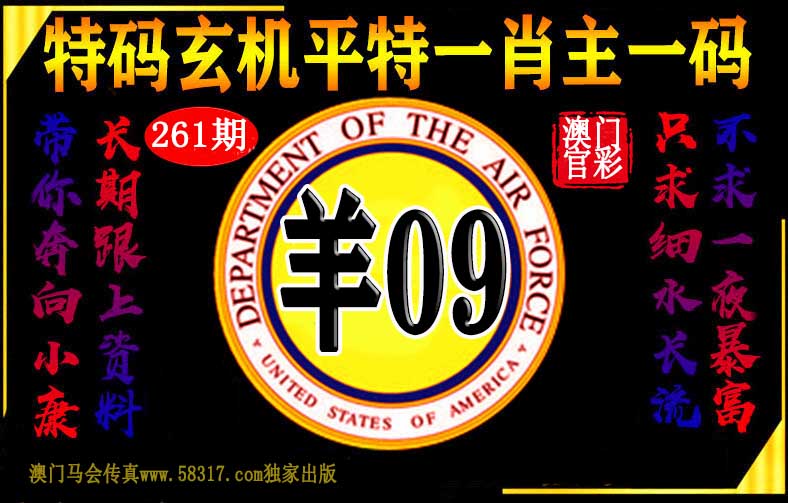 特码玄机平特一肖主一码
261期
澳门
官彩
不求一夜暴富
只求细水长流
长期跟上资料
带你奔向小康
DEPARTMENT OF THE AIR FORCE
羊09
UNITED STATES OF AMERICA
澳门马会传真www.58317.com独家出版